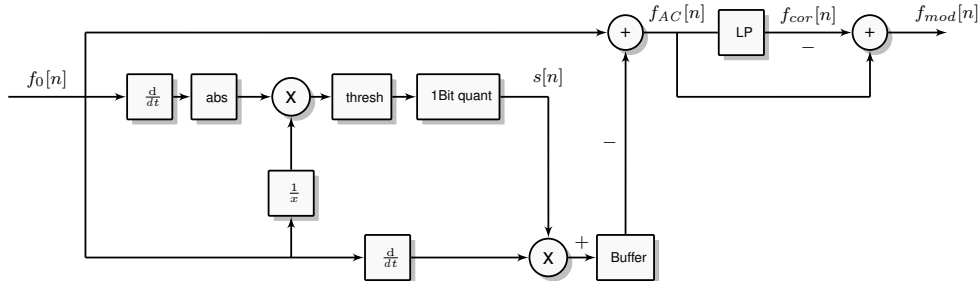 f_{AC}[n]
f_{cor}[n]
f_{mod}[n]
+
LP
−
+
f_0[n]
d/dt
abs
X
thresh
1Bit quant
s[n]
−
1/x
d/dt
X
+
Buffer